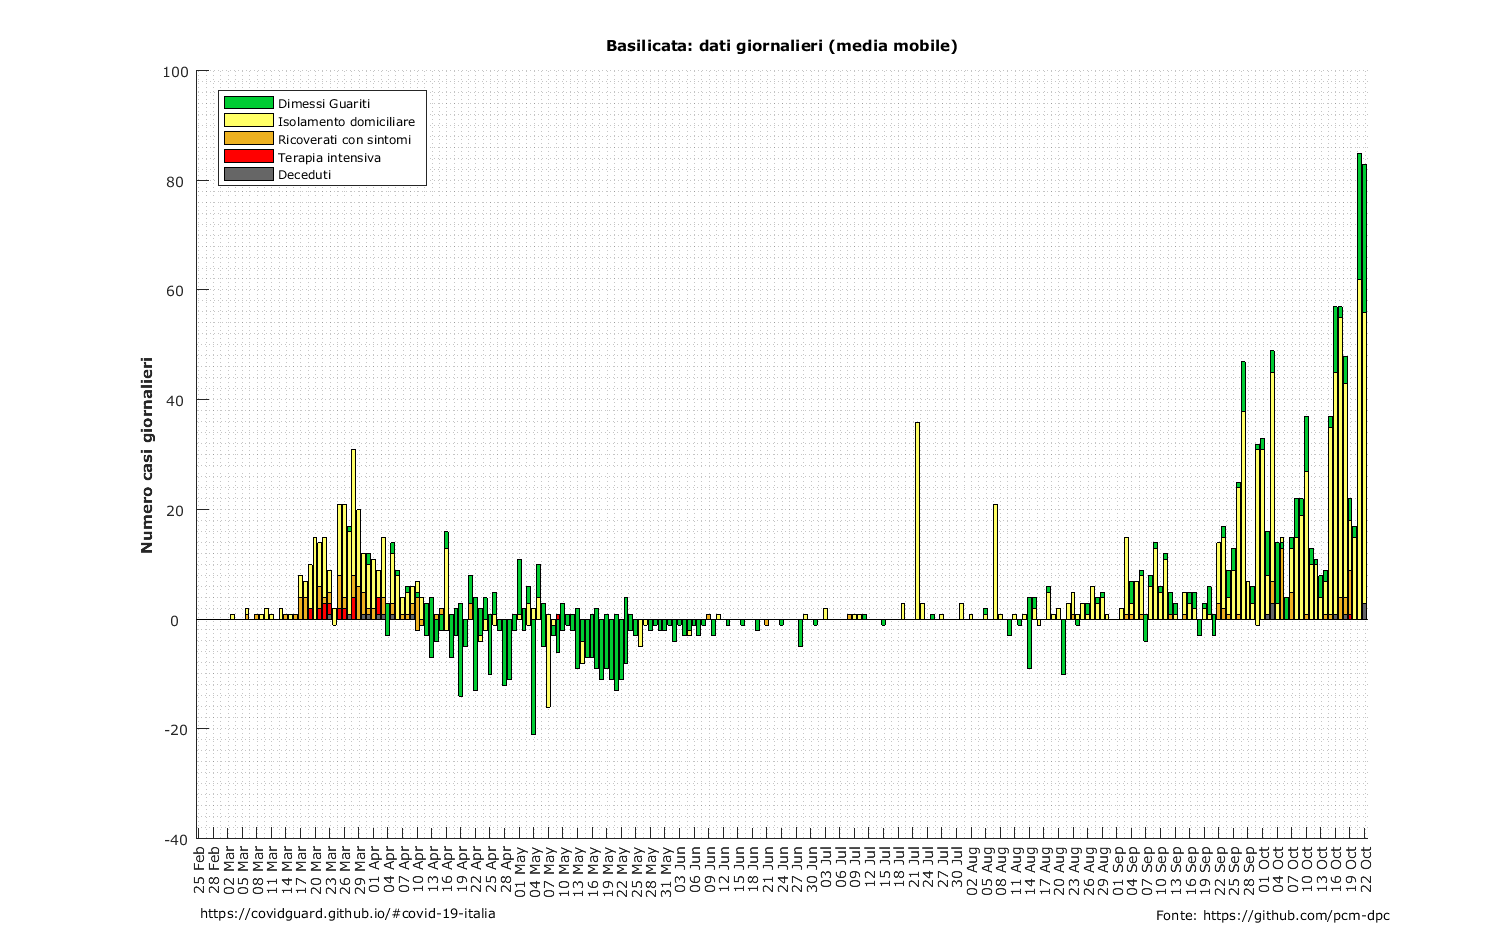 Basilicata: dati giornalieri (media mobile)
100
80
60
40
20
0
-20
-40
Numero casi giornalieri
Dimessi Guariti
Isolamento domiciliare
Ricoverati con sintomi
Terapia intensiva
Deceduti
25 Feb
28 Feb
02 Mar
05 Mar
08 Mar
11 Mar
14 Mar
17 Mar
20 Mar
23 Mar
26 Mar
29 Mar
01 Apr
04 Apr
07 Apr
10 Apr
13 Apr
16 Apr
19 Apr
22 Apr
25 Apr
28 Apr
01 May
04 May
07 May
10 May
13 May
16 May
19 May
22 May
25 May
28 May
31 May
03 Jun
06 Jun
09 Jun
12 Jun
15 Jun
18 Jun
21 Jun
24 Jun
27 Jun
30 Jun
03 Jul
06 Jul
09 Jul
12 Jul
15 Jul
18 Jul
21 Jul
24 Jul
27 Jul
30 Jul
02 Aug
05 Aug
08 Aug
11 Aug
14 Aug
17 Aug
20 Aug
23 Aug
26 Aug
29 Aug
01 Sep
04 Sep
07 Sep
10 Sep
13 Sep
16 Sep
19 Sep
22 Sep
25 Sep
28 Sep
01 Oct
04 Oct
07 Oct
10 Oct
13 Oct
16 Oct
19 Oct
22 Oct
https://covidguard.github.io/#covid-19-italia
Fonte: https://github.com/pcm-dpc